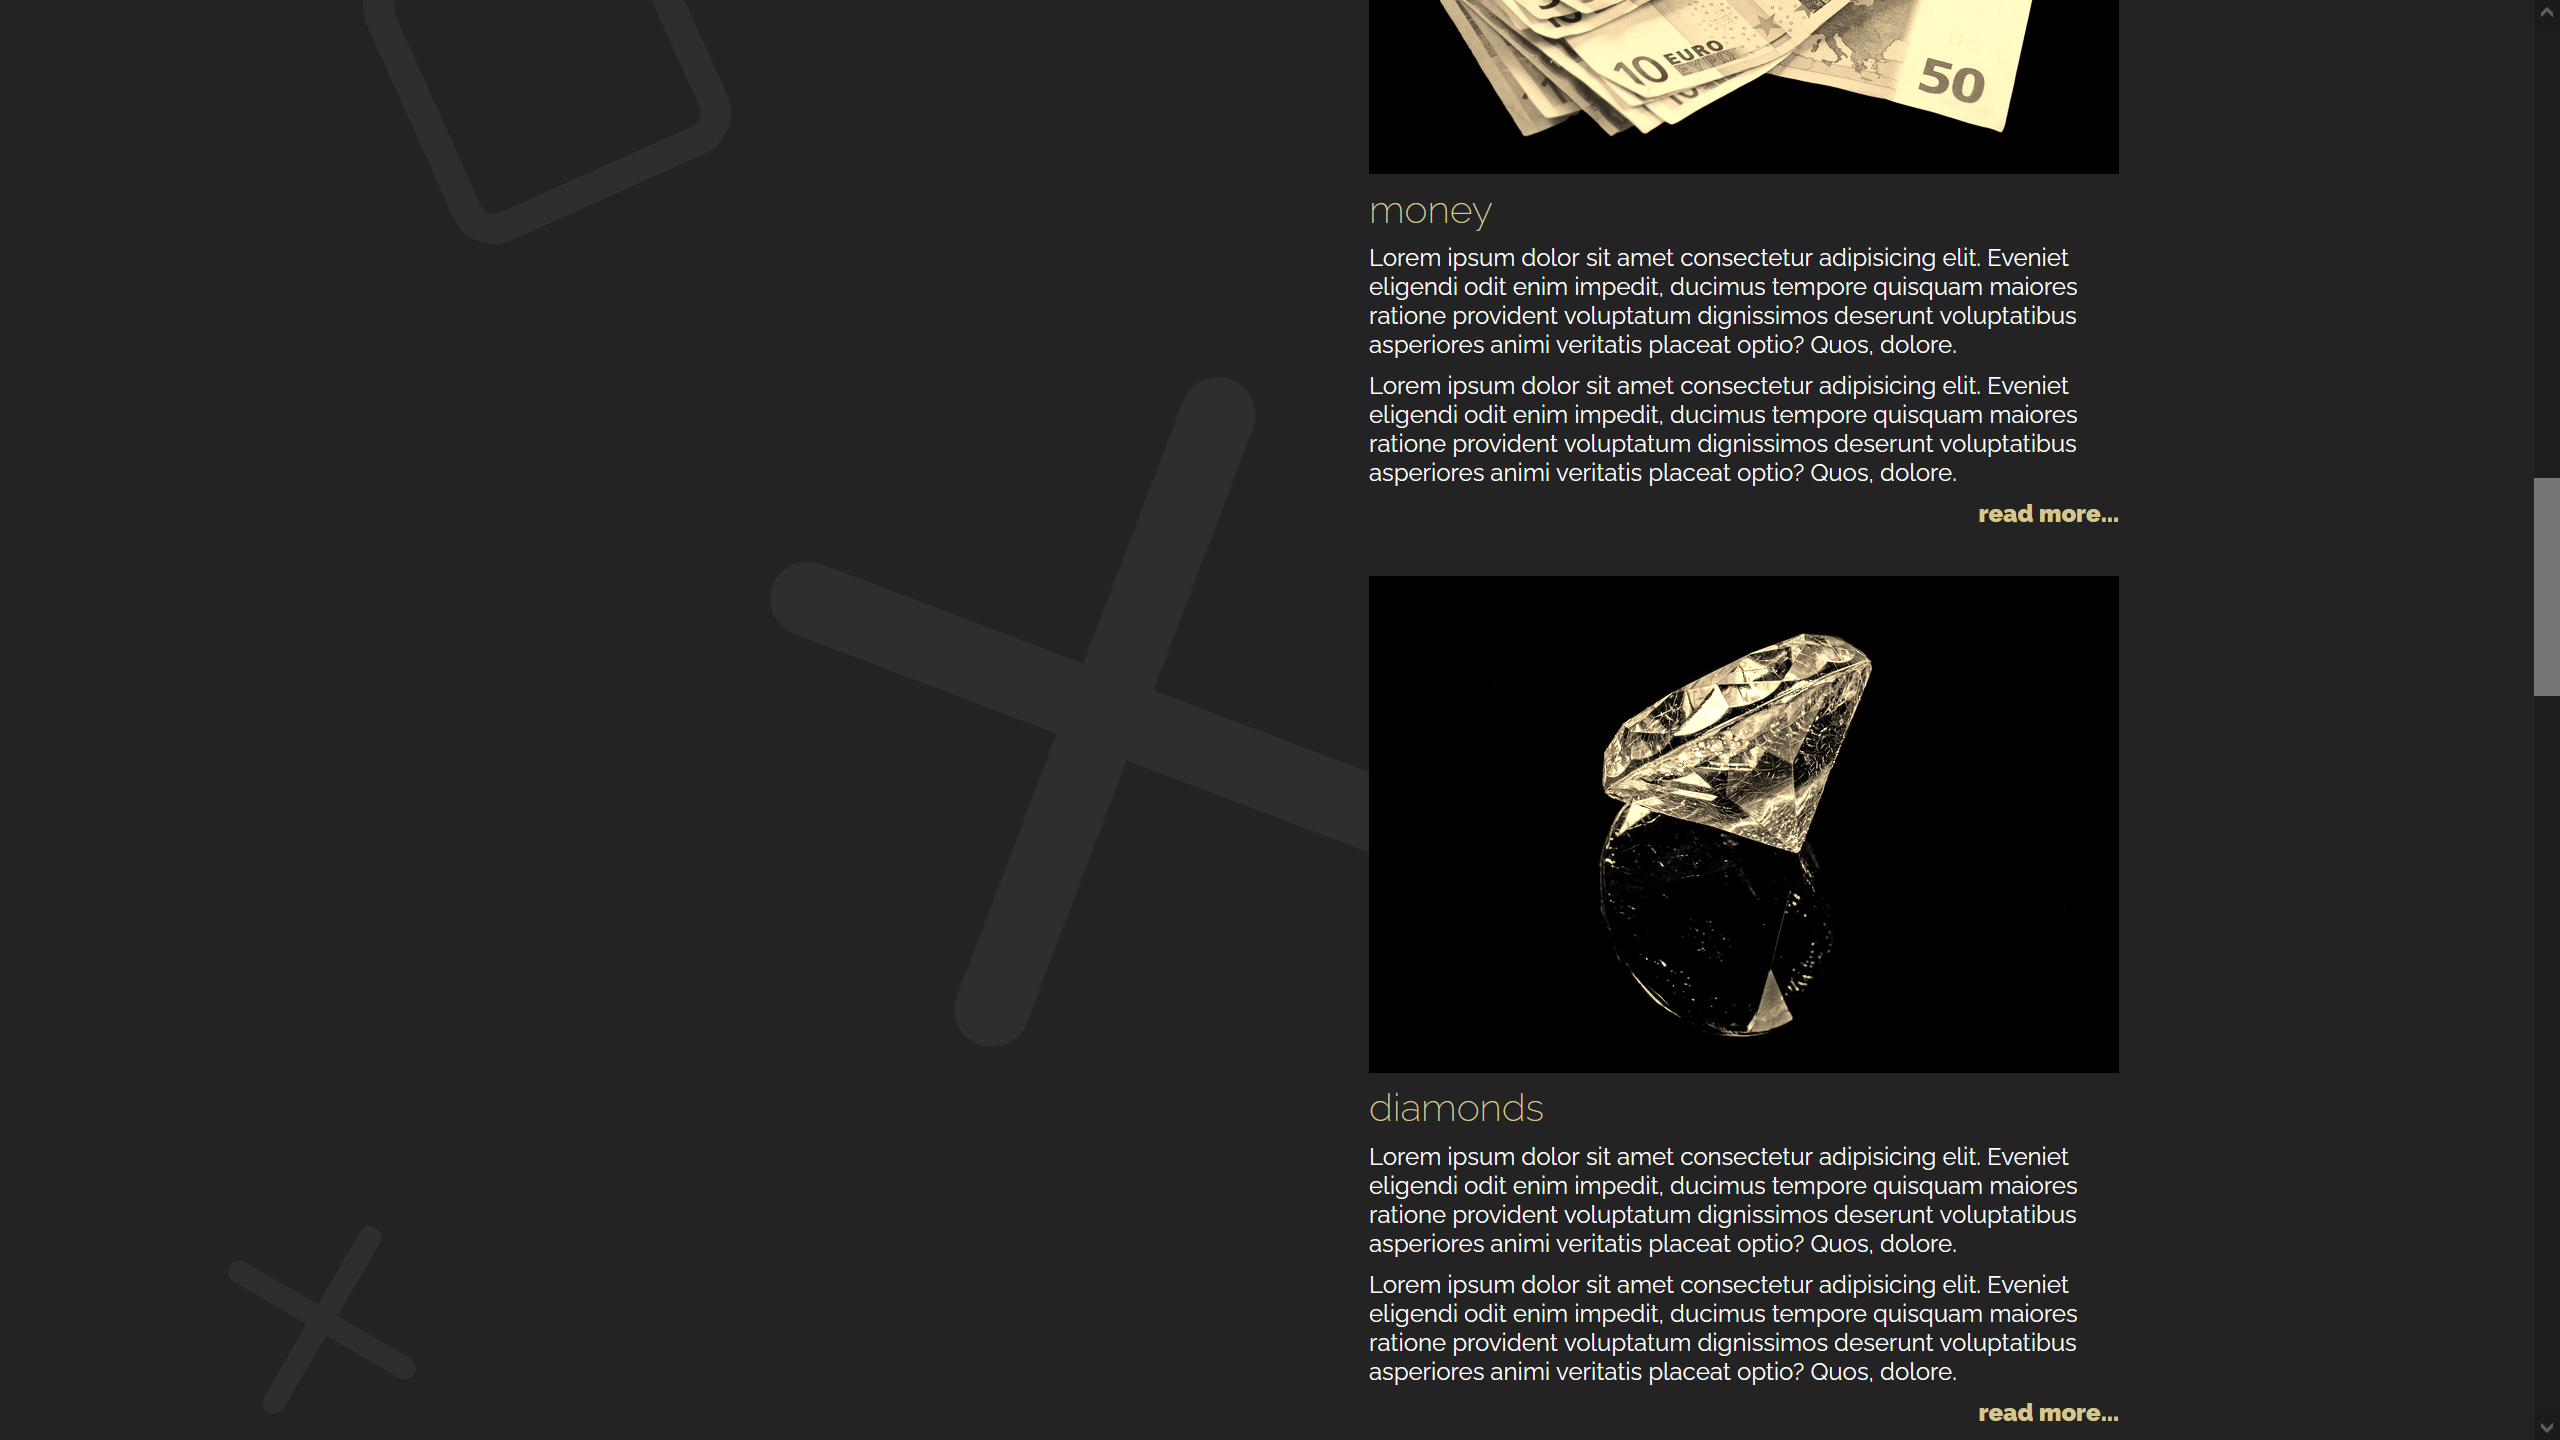 10 EURO
50
10
money
Lorem ipsum dolor sit amet consectetur adipisicing elit. Eveniet
eligendi odit enim impedit, ducimus tempore quisquam maiores
ratione provident voluptatum dignissimos deserunt voluptatibus
asperiores animi veritatis placeat optio? Quos, dolore.
Lorem ipsum dolor sit amet consectetur adipisicing elit. Eveniet
eligendi odit enim impedit, ducimus tempore quisquam maiores
ratione provident voluptatum dignissimos deserunt voluptatibus
asperiores animi veritatis placeat optio? Quos, dolore.
read more...
diamonds
Lorem ipsum dolor sit amet consectetur adipisicing elit. Eveniet
eligendi odit enim impedit, ducimus tempore quisquam maiores
ratione provident voluptatum dignissimos deserunt voluptatibus
asperiores animi veritatis placeat optio? Quos, dolore.
Lorem ipsum dolor sit amet consectetur adipisicing elit. Eveniet
eligendi odit enim impedit, ducimus tempore quisquam maiores
ratione provident voluptatum dignissimos deserunt voluptatibus
asperiores animi veritatis placeat optio? Quos, dolore.
read more...